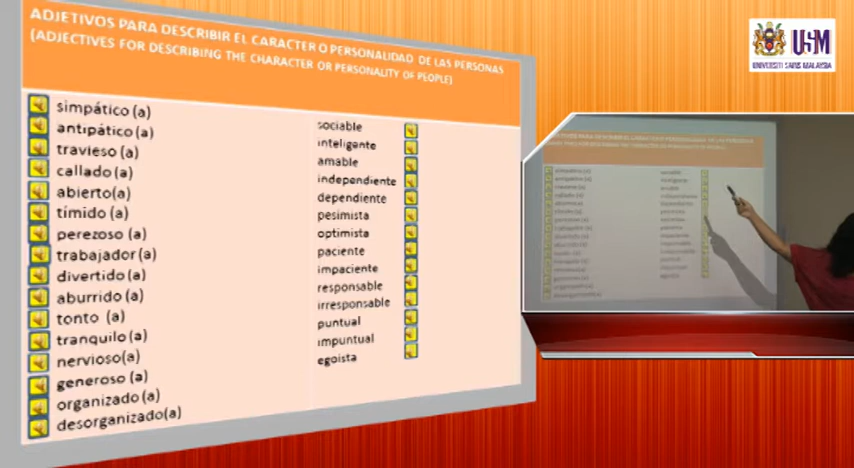 ADJETIVOS PARA DESCRIBIR EL CARACTER O PERSONALIDAD DE LAS PERSONAS
(ADJECTIVES FOR DESCRIBING THE CHARACTER OR PERSONALITY OF PEOPLE)
simpático (a)
antipático (a)
travieso (a)
callado (a)
abierto(a)
tímido (a)
perezoso (a)
trabajador (a)
divertido (a)
aburrido (a)
tonto (a)
tranquilo (a)
nervioso(a)
generoso (a)
organizado (a)
desorganizado(a)
sociable
inteligente
amable
independiente
dependiente
pesimista
optimista
paciente
impaciente
responsable
irresponsable
puntual
impuntual
egoista
USM
UNIVERSITI SAINS MALAYSIA